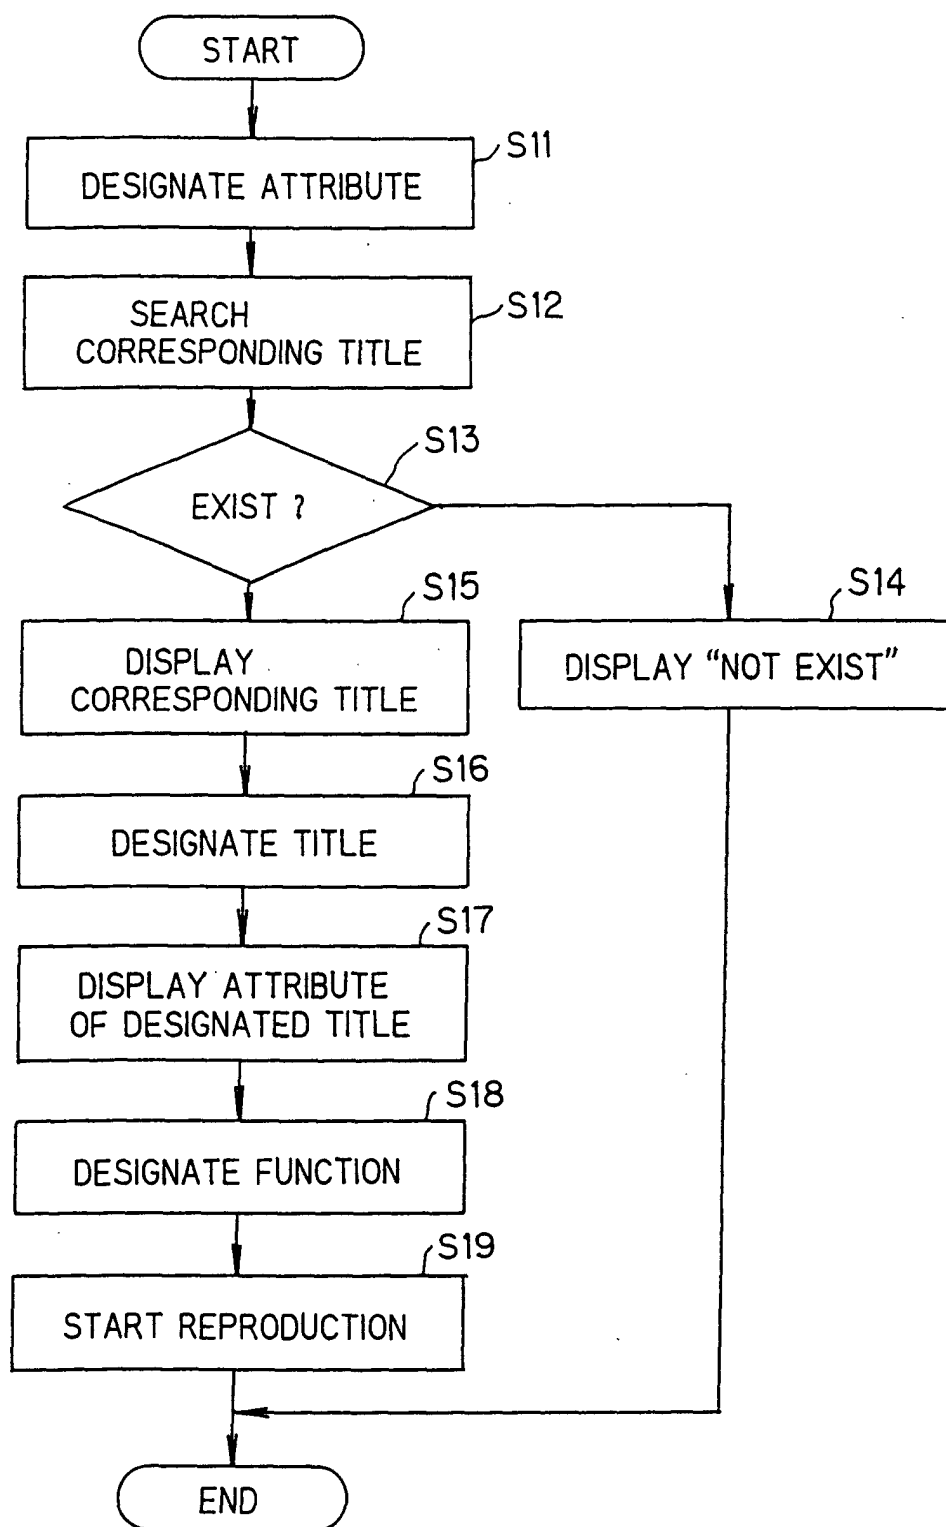 START
S11
DESIGNATE ATTRIBUTE
S12
SEARCH
CORRESPONDING TITLE
S13
EXIST ?
S15
DISPLAY
CORRESPONDING TITLE
S14
DISPLAY “NOT EXIST”
S16
DESIGNATE TITLE
S17
DISPLAY ATTRIBUTE
OF DESIGNATED TITLE
S18
DESIGNATE FUNCTION
S19
START REPRODUCTION
END